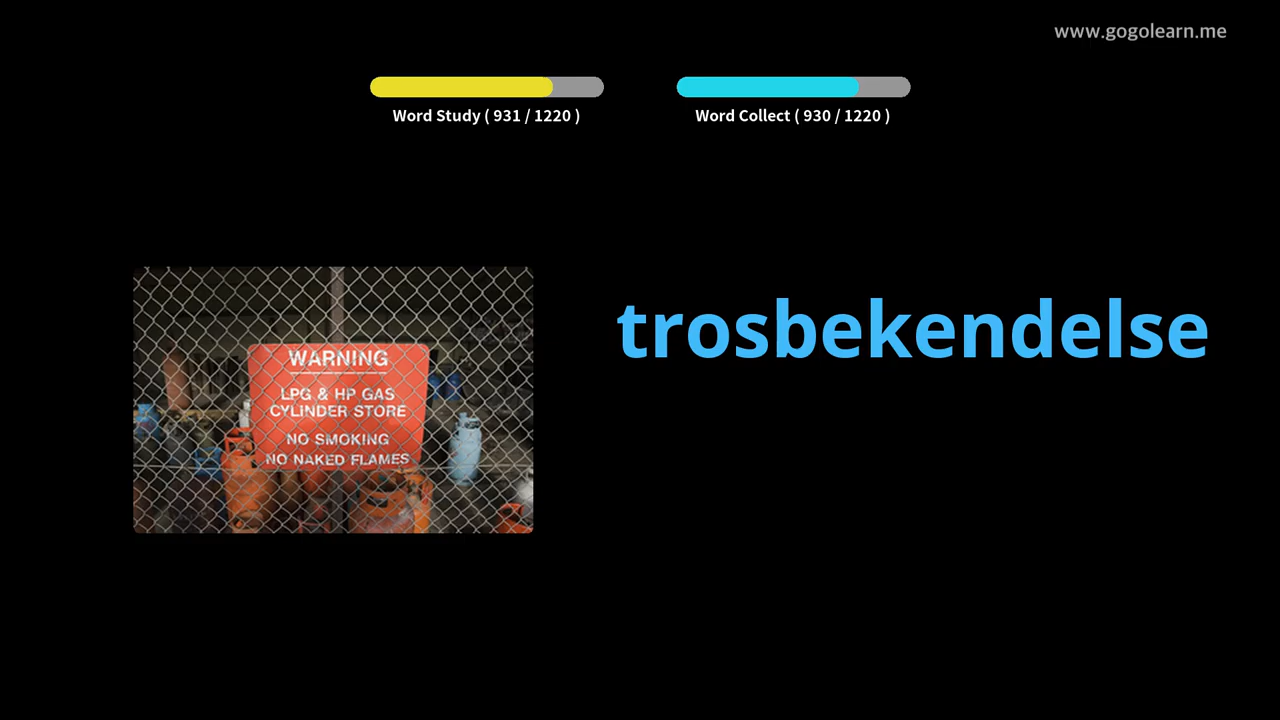 www.gogolearn.me
Word Study ( 931 / 1220 )
Word Collect ( 930 / 1220 )
trosbekendelse
WARNING
LPG & HP GAS
CYLINDER STORE
NO SMOKING
NO NAKED FLAMES